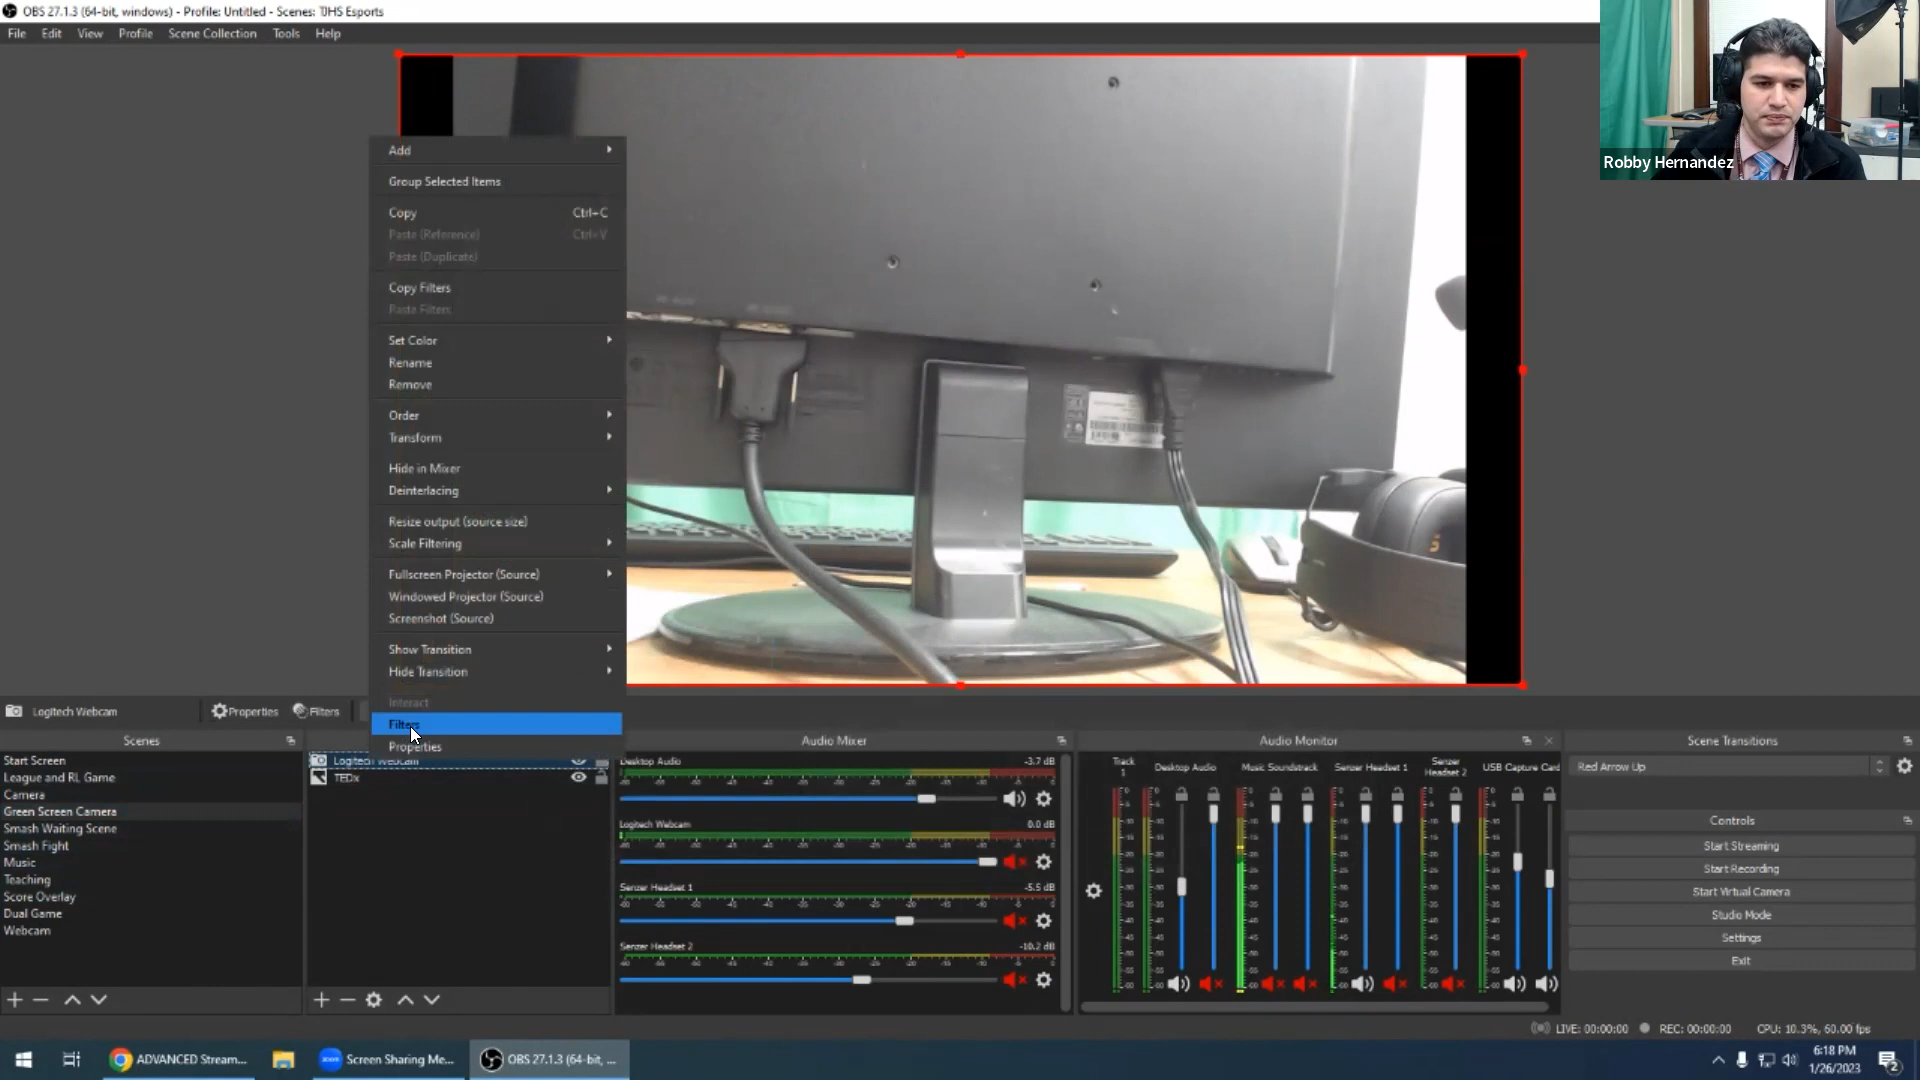 OBS 27.1.3 (64-bit, windows) - Profile: Untitled - Scenes: TJHS Esports
File Edit View Profile Scene Collection Tools Help
Robby Hernandez
Add
Group Selected Items
Copy Ctrl+C
Paste (Reference) Ctrl+V
Paste (Duplicate)
Copy Filters
Paste Filters
Set Color
Rename
Remove
Order
Transform
Hide in Mixer
Deinterlacing
Resize output (source size)
Scale Filtering
Fullscreen Projector (Source)
Windowed Projector (Source)
Screenshot (Source)
Show Transition
Hide Transition
Interact
Filters
Properties
Logitech Webcam Properties Filters
Scenes
Start Screen
League and RL Game
Camera
Green Screen Camera
Smash Waiting Scene
Smash Fight
Music
Teaching
Score Overlay
Dual Game
Webcam
Logitech Webcam
TEDx
Audio Mixer
Desktop Audio -3.7 dB
Logitech Webcam 0.0 dB
Senzer Headset 1 -5.5 dB
Senzer Headset 2 -10.2 dB
Audio Monitor
Track 1 Desktop Audio Music Soundtrack Senzer Headset 1 Senzer Headset 2 USB Capture Card
Scene Transitions
Red Arrow Up
Controls
Start Streaming
Start Recording
Start Virtual Camera
Studio Mode
Settings
Exit
LIVE: 00:00:00 REC: 00:00:00 CPU: 10.3%, 60.00 fps
ADVANCED Stream... zoom Screen Sharing Me... OBS 27.1.3 (64-bit, ...
6:18 PM
1/26/2023
2